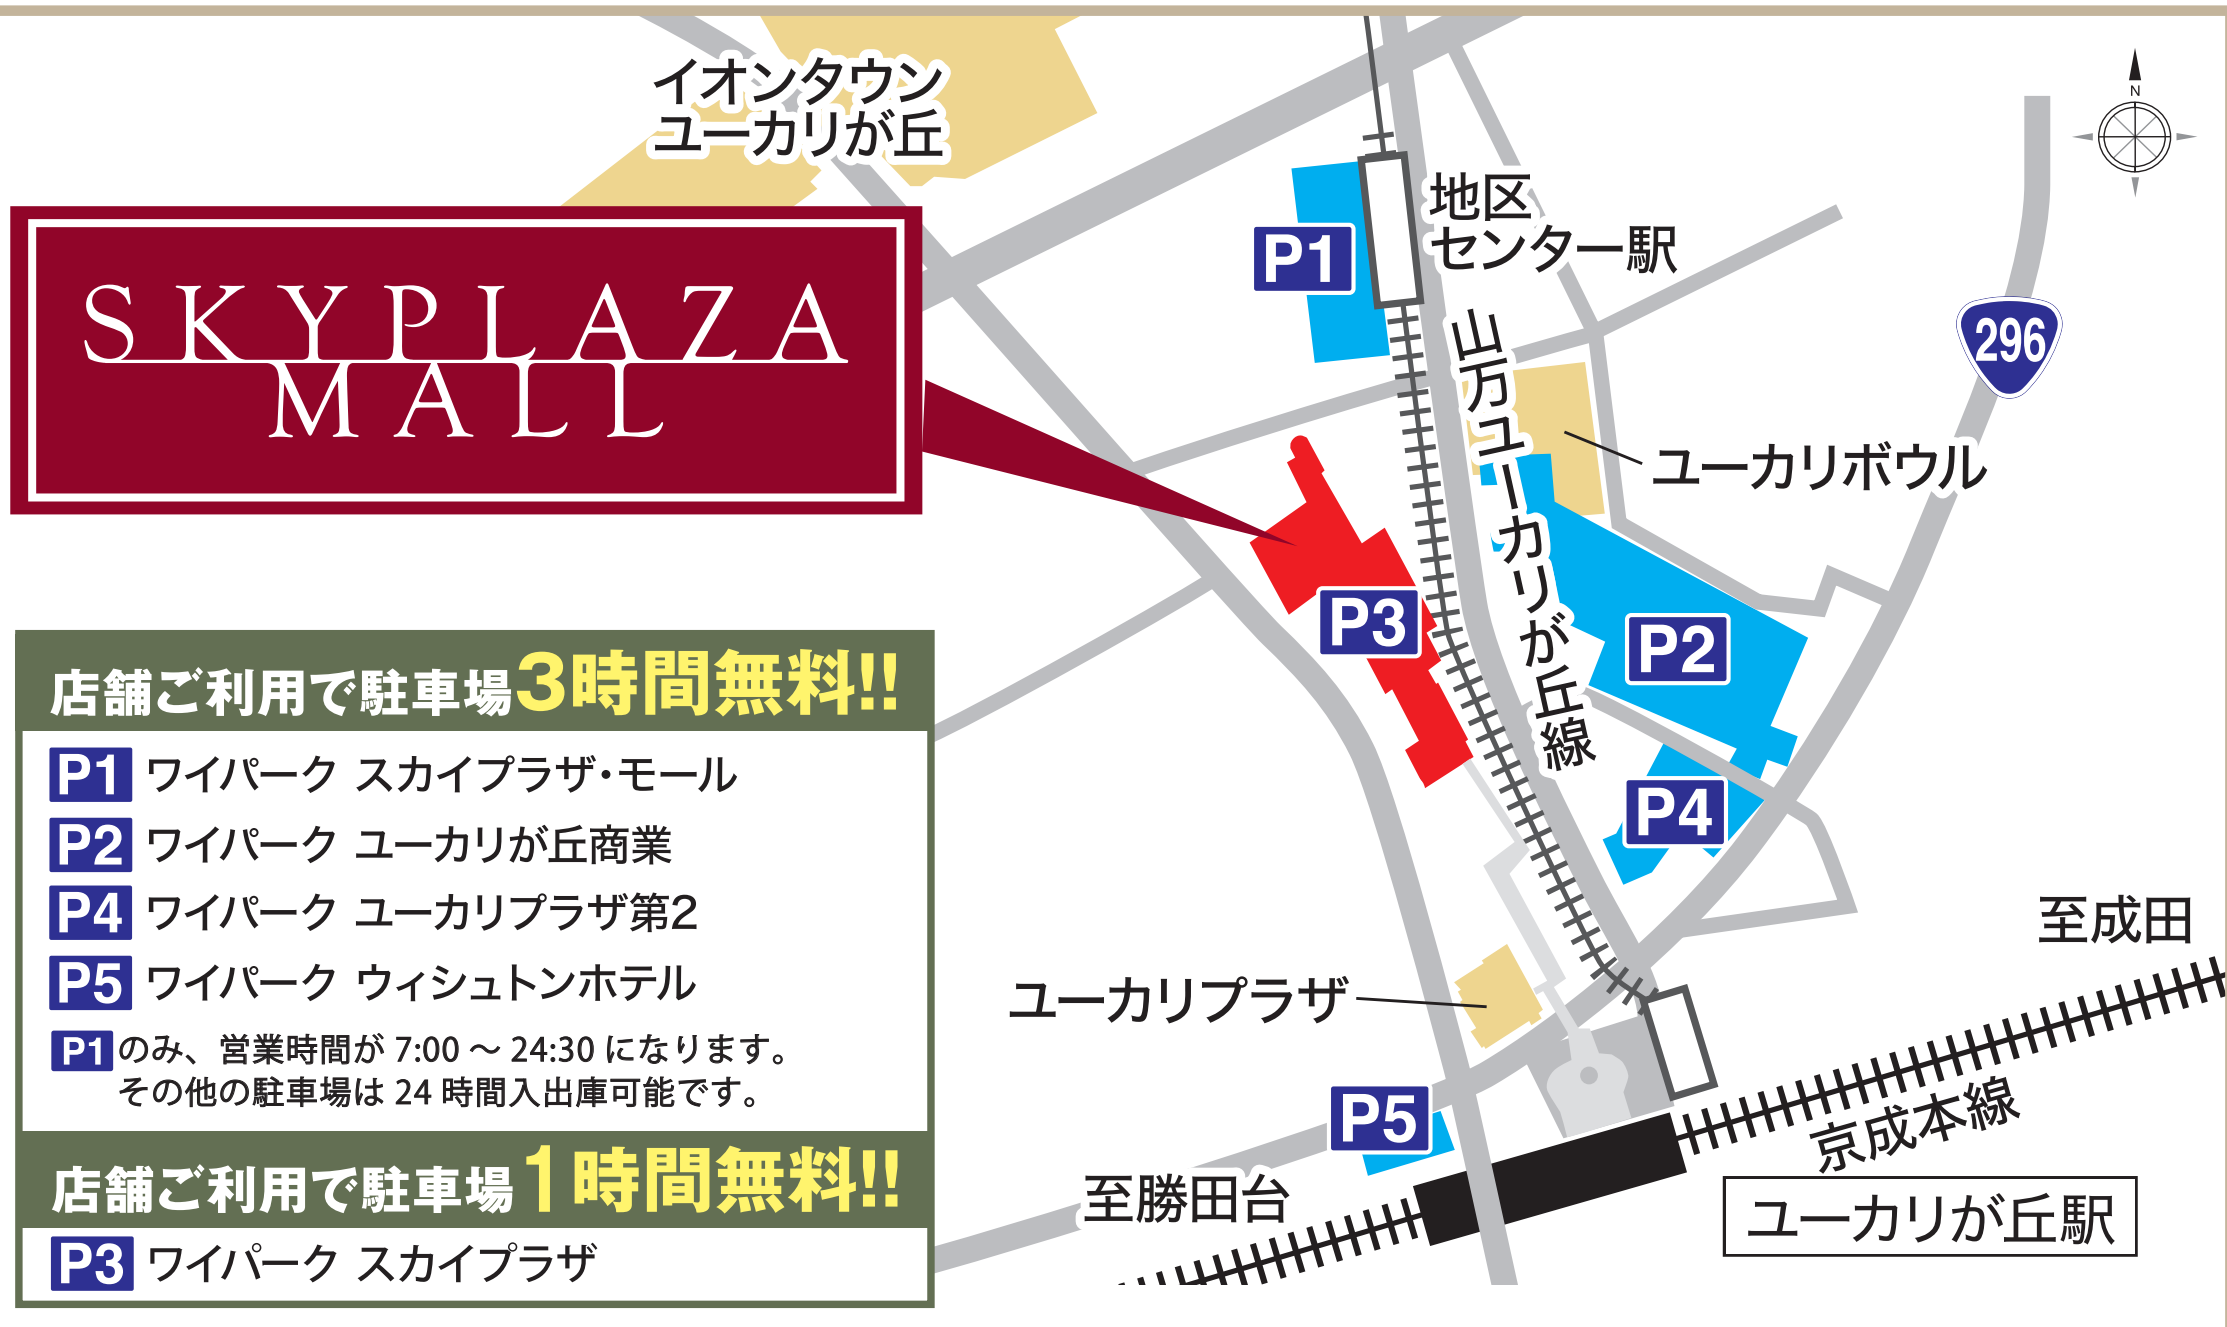 イオンタウン
ユーカリが丘
N
SKYPLAZA
MALL
地区
センター駅
P1
山万ユーカリが丘線
296
ユーカリボウル
P3
P2
P4
店舗ご利用で駐車場3時間無料!!
P1 ワイパーク スカイプラザ・モール
P2 ワイパーク ユーカリが丘商業
P4 ワイパーク ユーカリプラザ第2
P5 ワイパーク ウィシュトンホテル
P1 のみ、営業時間が 7:00 ～ 24:30 になります。
その他の駐車場は 24 時間入出庫可能です。
店舗ご利用で駐車場1時間無料!!
P3 ワイパーク スカイプラザ
至成田
ユーカリプラザ
P5
京成本線
至勝田台
ユーカリが丘駅